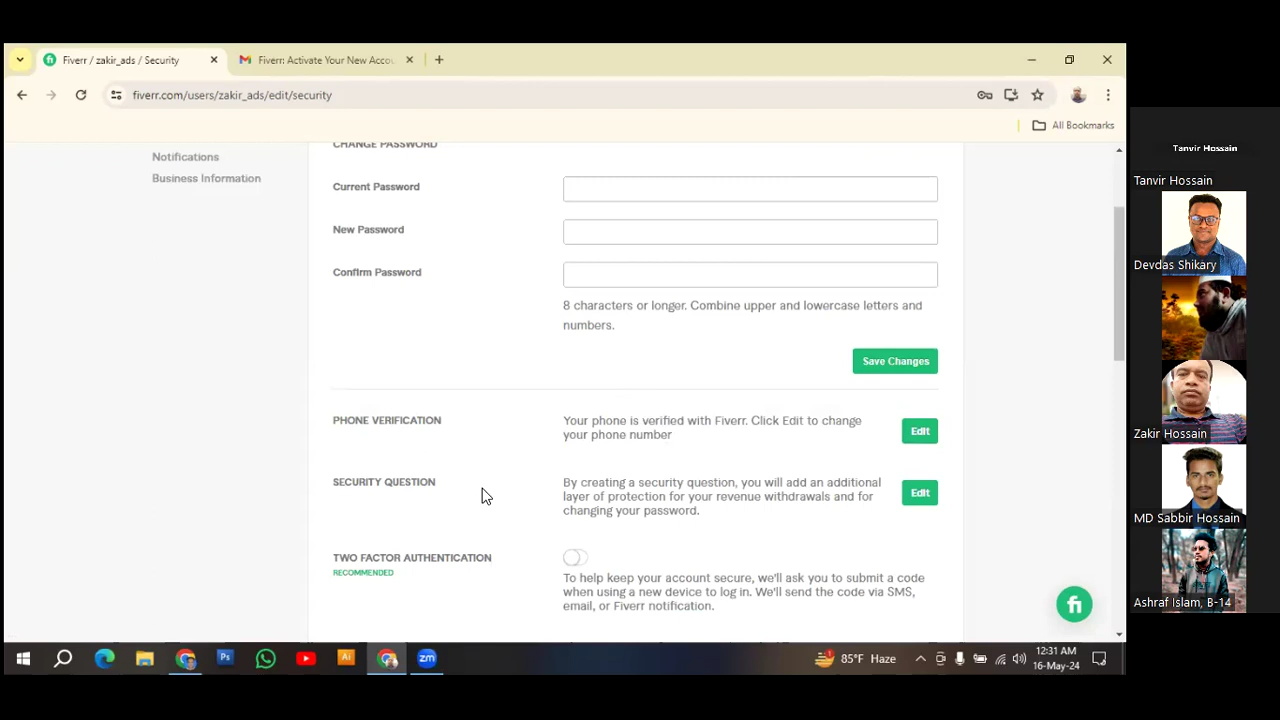 Fiverr / zakir_ads / Security
Fiverr: Activate Your New Accou
fiverr.com/users/zakir_ads/edit/security
All Bookmarks
Notifications
Business Information
CHANGE PASSWORD
Current Password
New Password
Confirm Password
8 characters or longer. Combine upper and lowercase letters and
numbers.
Save Changes
PHONE VERIFICATION
Your phone is verified with Fiverr. Click Edit to change
your phone number
Edit
SECURITY QUESTION
By creating a security question, you will add an additional
layer of protection for your revenue withdrawals and for
changing your password.
Edit
TWO FACTOR AUTHENTICATION
RECOMMENDED
To help keep your account secure, we'll ask you to submit a code
when using a new device to log in. We'll send the code via SMS,
email, or Fiverr notification.
fi
Ps
Ai
zm
85°F Haze
12:31 AM
16-May-24
Tanvir Hossain
Tanvir Hossain
Devdas Shikary
Zakir Hossain
MD Sabbir Hossain
Ashraf Islam, B-14